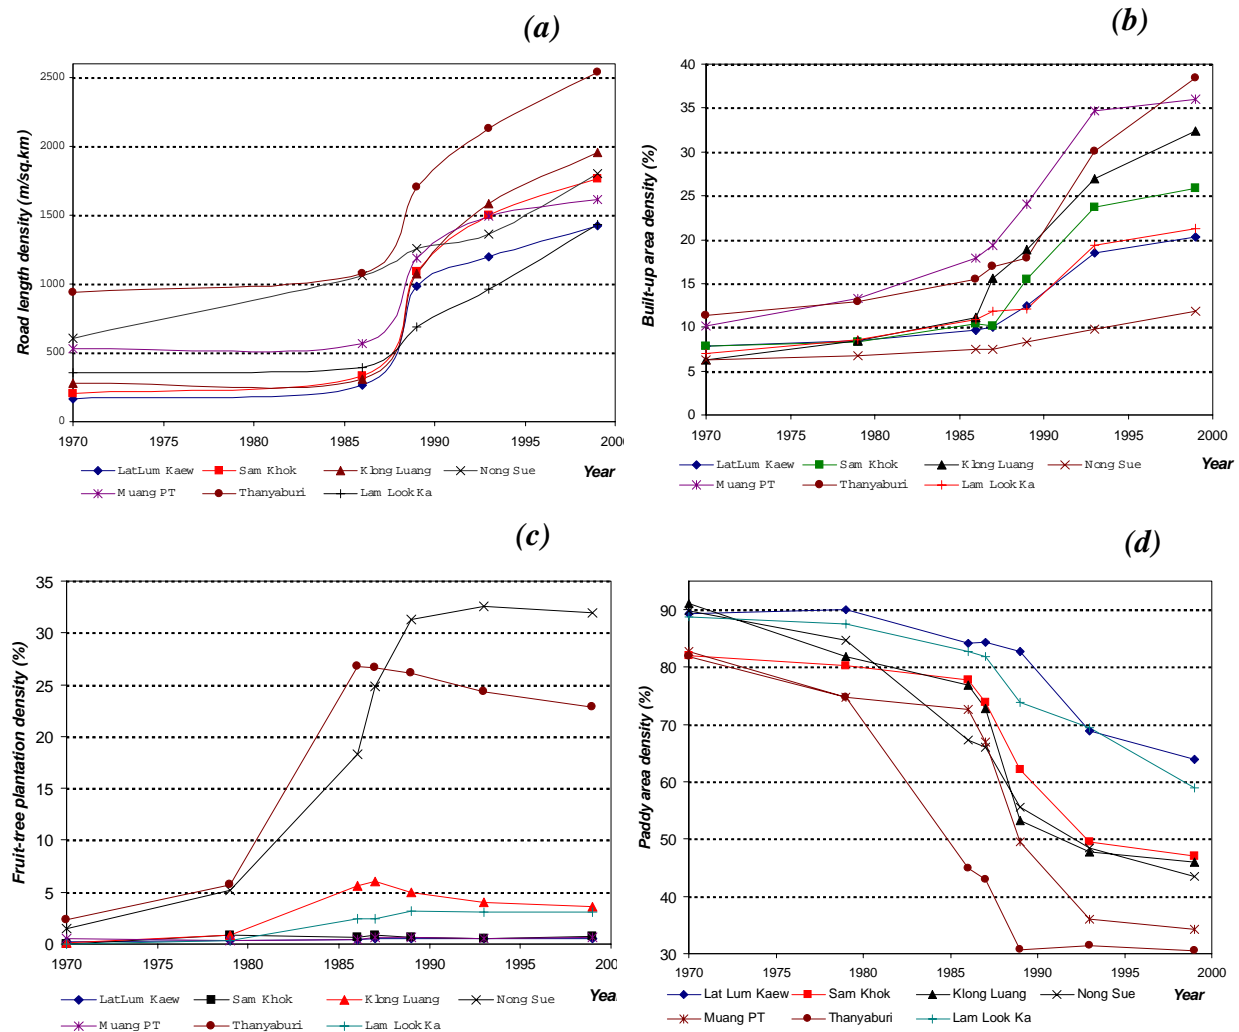 (a)
Road length density (m/sq.km)
2500
2000
1500
1000
500
0
1970 1975 1980 1985 1990 1995 200
LatLum Kaew Sam Khok Klong Luang Nong Sue Year
Muang PT Thanyaburi Lam Look Ka
(b)
Built-up area density (%)
40
35
30
25
20
15
10
5
0
1970 1975 1980 1985 1990 1995 2000
LatLum Kaew Sam Khok Klong Luang Nong Sue Year
Muang PT Thanyaburi Lam Look Ka
(c)
Fruit-tree plantation density (%)
35
30
25
20
15
10
5
0
1970 1975 1980 1985 1990 1995 200
LatLum Kaew Sam Khok Klong Luang Nong Sue Yea
Muang PT Thanyaburi Lam Look Ka
(d)
Paddy area density (%)
90
80
70
60
50
40
30
1970 1975 1980 1985 1990 1995 2000
Lat Lum Kaew Sam Khok Klong Luang Nong Sue Year
Muang PT Thanyaburi Lam Look Ka